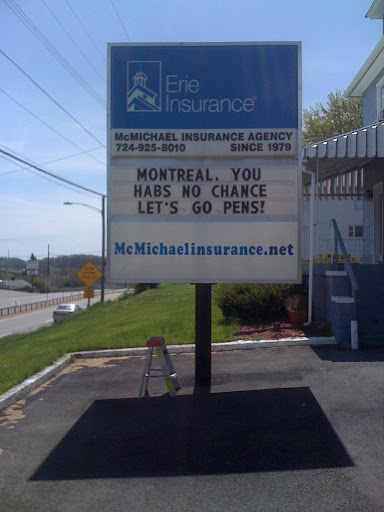 Erie
Insurance®
McMICHAEL INSURANCE AGENCY
724-925-8010 SINCE 1979
MONTREAL. YOU
HABS NO CHANCE
LET'S GO PENS!
McMichaelinsurance.net